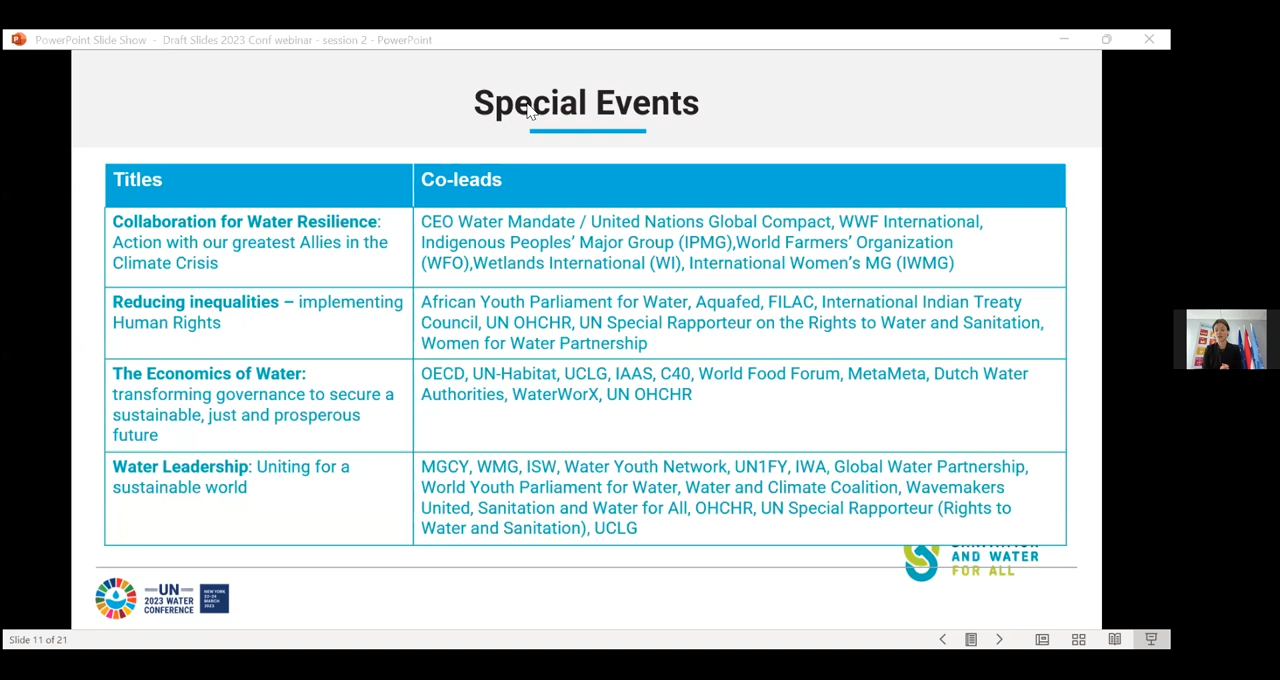 PowerPoint Slide Show - Draft Slides 2023 Conf webinar - session 2 - PowerPoint
Special Events
Titles
Co-leads
Collaboration for Water Resilience:
Action with our greatest Allies in the
Climate Crisis
CEO Water Mandate / United Nations Global Compact, WWF International,
Indigenous Peoples’ Major Group (IPMG),World Farmers’ Organization
(WFO),Wetlands International (WI), International Women’s MG (IWMG)
Reducing inequalities – implementing
Human Rights
African Youth Parliament for Water, Aquafed, FILAC, International Indian Treaty
Council, UN OHCHR, UN Special Rapporteur on the Rights to Water and Sanitation,
Women for Water Partnership
The Economics of Water:
transforming governance to secure a
sustainable, just and prosperous
future
OECD, UN-Habitat, UCLG, IAAS, C40, World Food Forum, MetaMeta, Dutch Water
Authorities, WaterWorX, UN OHCHR
Water Leadership: Uniting for a
sustainable world
MGCY, WMG, ISW, Water Youth Network, UN1FY, IWA, Global Water Partnership,
World Youth Parliament for Water, Water and Climate Coalition, Wavemakers
United, Sanitation and Water for All, OHCHR, UN Special Rapporteur (Rights to
Water and Sanitation), UCLG
SANITATION
AND WATER
FOR ALL
UN
2023 WATER
CONFERENCE
NEW YORK
22-24
MARCH
2023
Slide 11 of 21